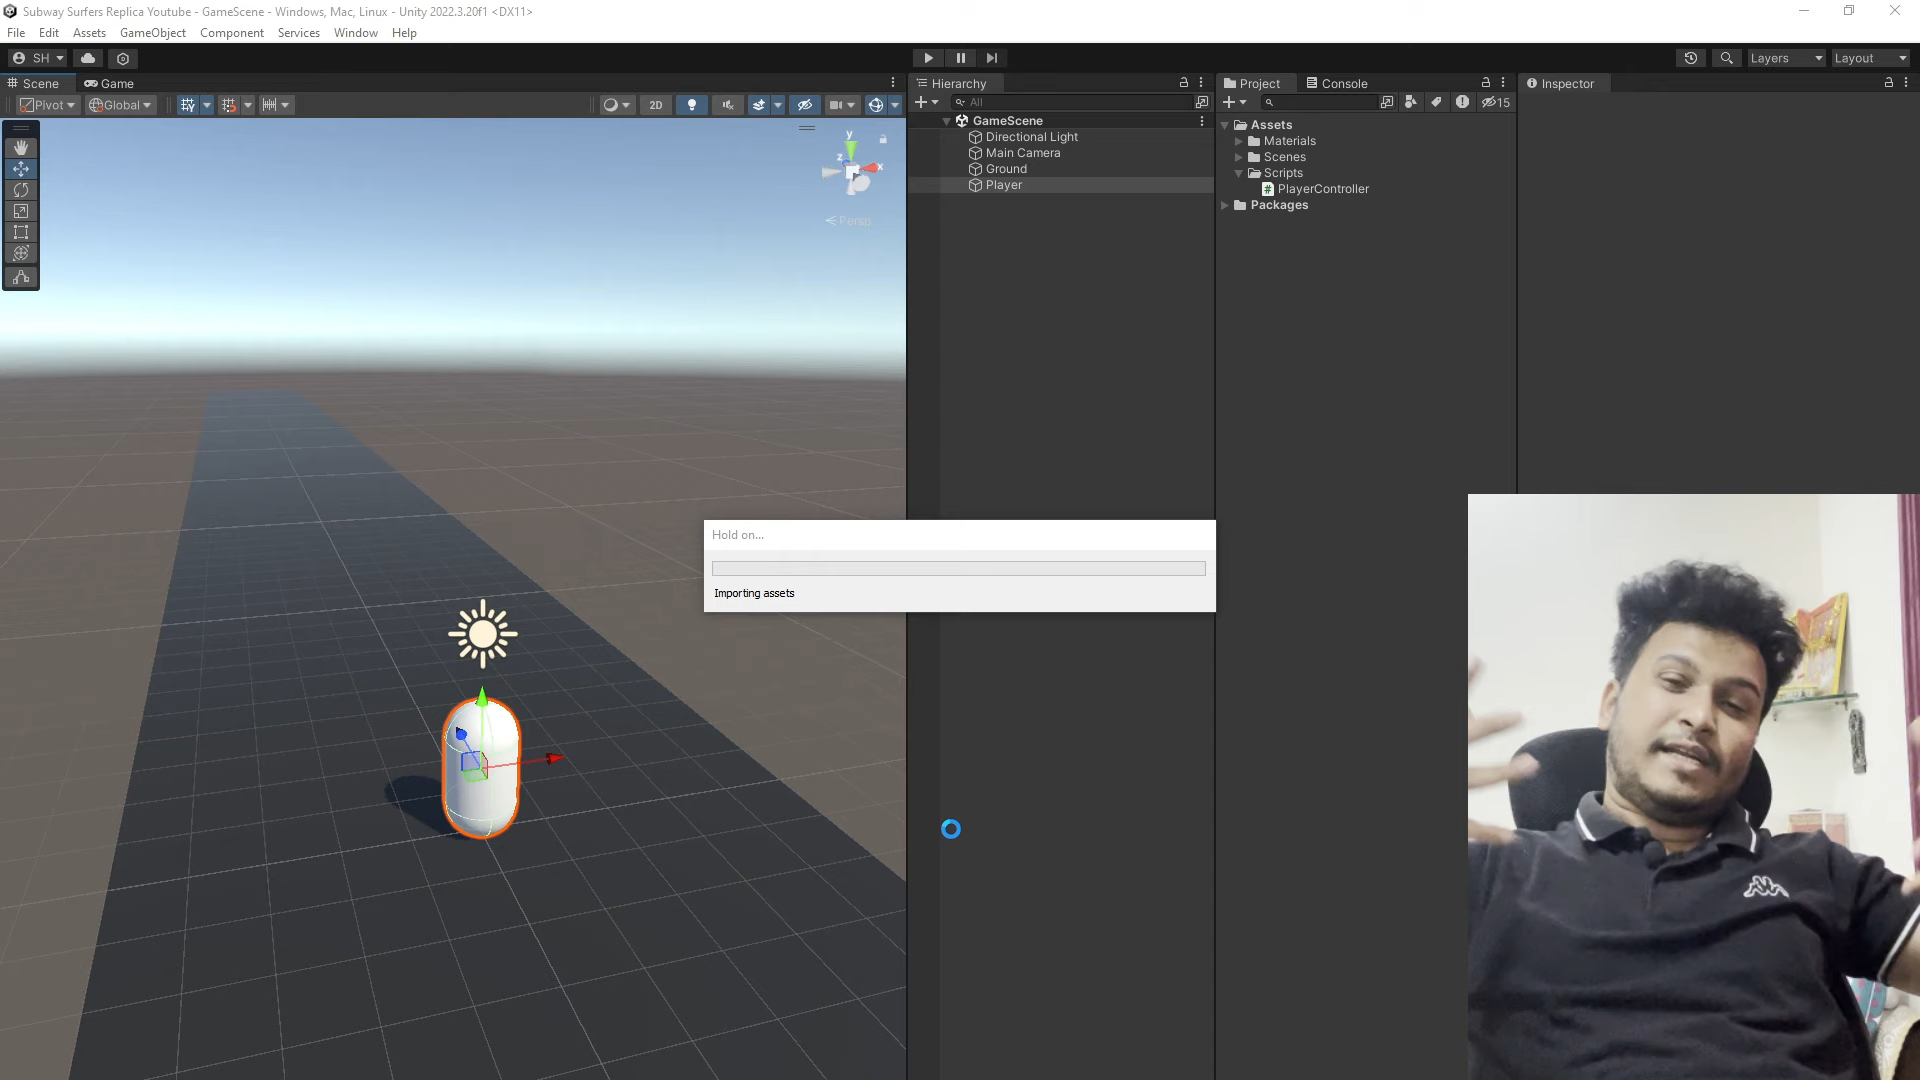 Subway Surfers Replica Youtube - GameScene - Windows, Mac, Linux - Unity 2022.3.20f1 <DX11>
File Edit Assets GameObject Component Services Window Help
SH
Layers
Layout
Scene
Game
Pivot
Global
2D
y
z
x
Persp
Hierarchy
All
GameScene
Directional Light
Main Camera
Ground
Player
Project
Console
15
Assets
Materials
Scenes
Scripts
PlayerController
Packages
Inspector
Hold on...
Importing assets